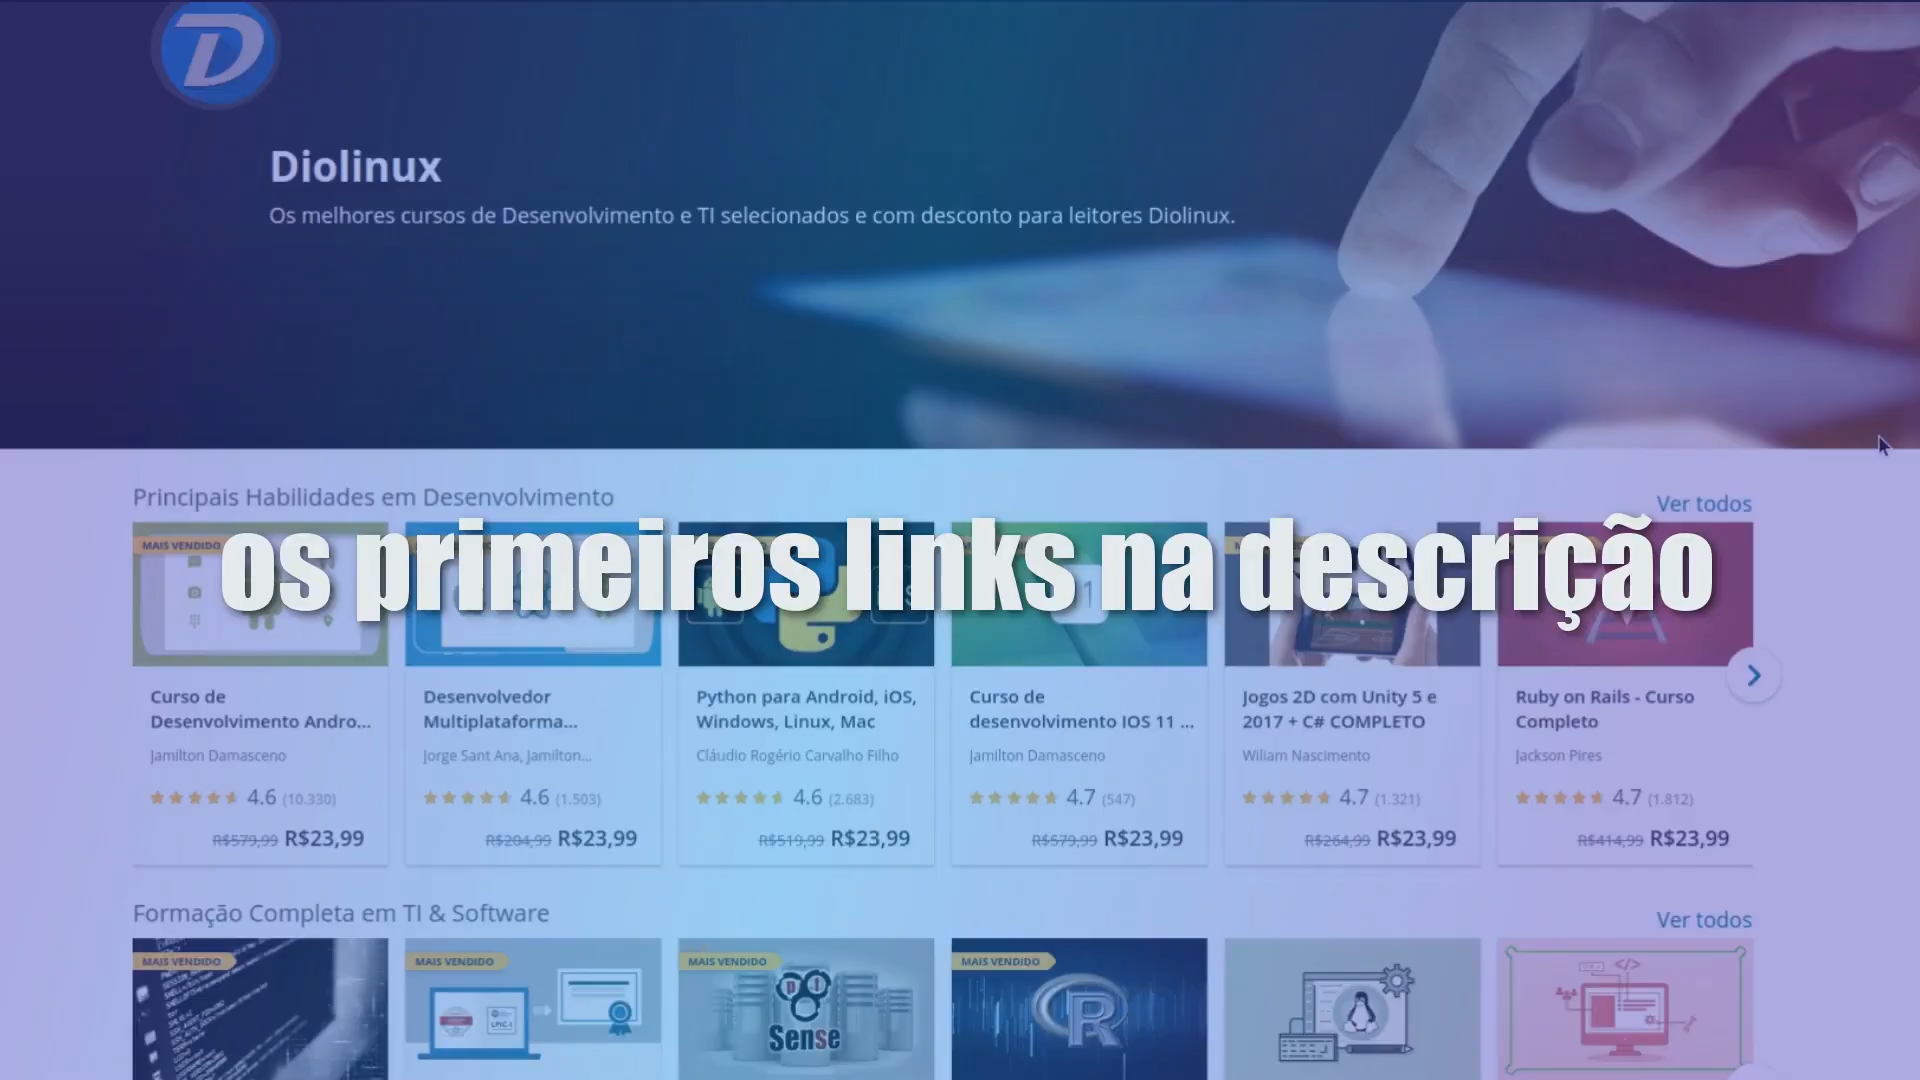 D
Diolinux
Os melhores cursos de Desenvolvimento e TI selecionados e com desconto para leitores Diolinux.
Principais Habilidades em Desenvolvimento
Ver todos
MAIS VENDIDO
os primeiros links na descrição
Curso de
Desenvolvimento Andro...
Jamilton Damasceno
4.6 (10.330)
R$579,99 R$23,99
Desenvolvedor
Multiplataforma...
Jorge Sant Ana, Jamilton...
4.6 (1.503)
R$204,99 R$23,99
Python para Android, iOS,
Windows, Linux, Mac
Cláudio Rogério Carvalho Filho
4.6 (2.683)
R$519,99 R$23,99
Curso de
desenvolvimento IOS 11 ...
Jamilton Damasceno
4.7 (547)
R$579,99 R$23,99
Jogos 2D com Unity 5 e
2017 + C# COMPLETO
Wiliam Nascimento
4.7 (1.321)
R$264,99 R$23,99
Ruby on Rails - Curso
Completo
Jackson Pires
4.7 (1.812)
R$414,99 R$23,99
Formação Completa em TI & Software
Ver todos
MAIS VENDIDO
MAIS VENDIDO
LPIC-1
MAIS VENDIDO
pf
Sense
MAIS VENDIDO
R